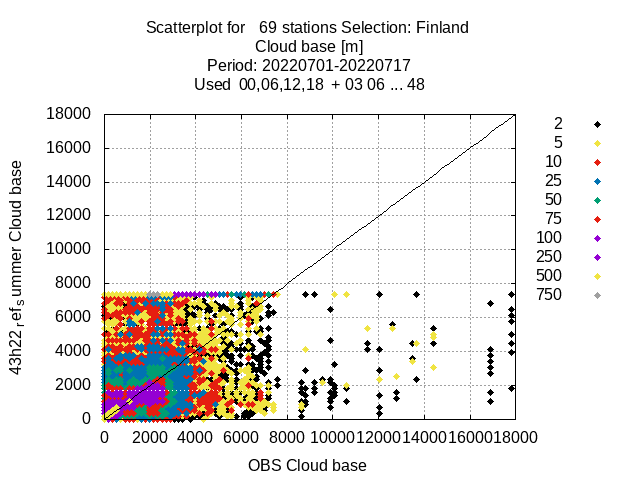 Scatterplot for 69 stations Selection: Finland
Cloud base [m]
Period: 20220701-20220717
Used 00,06,12,18 + 03 06 ... 48
18000
16000
14000
12000
10000
8000
6000
4000
2000
0
43h22.refsummer Cloud base
0 2000 4000 6000 8000 10000 12000 14000 16000 18000
OBS Cloud base
2
5
10
25
50
75
100
250
500
750